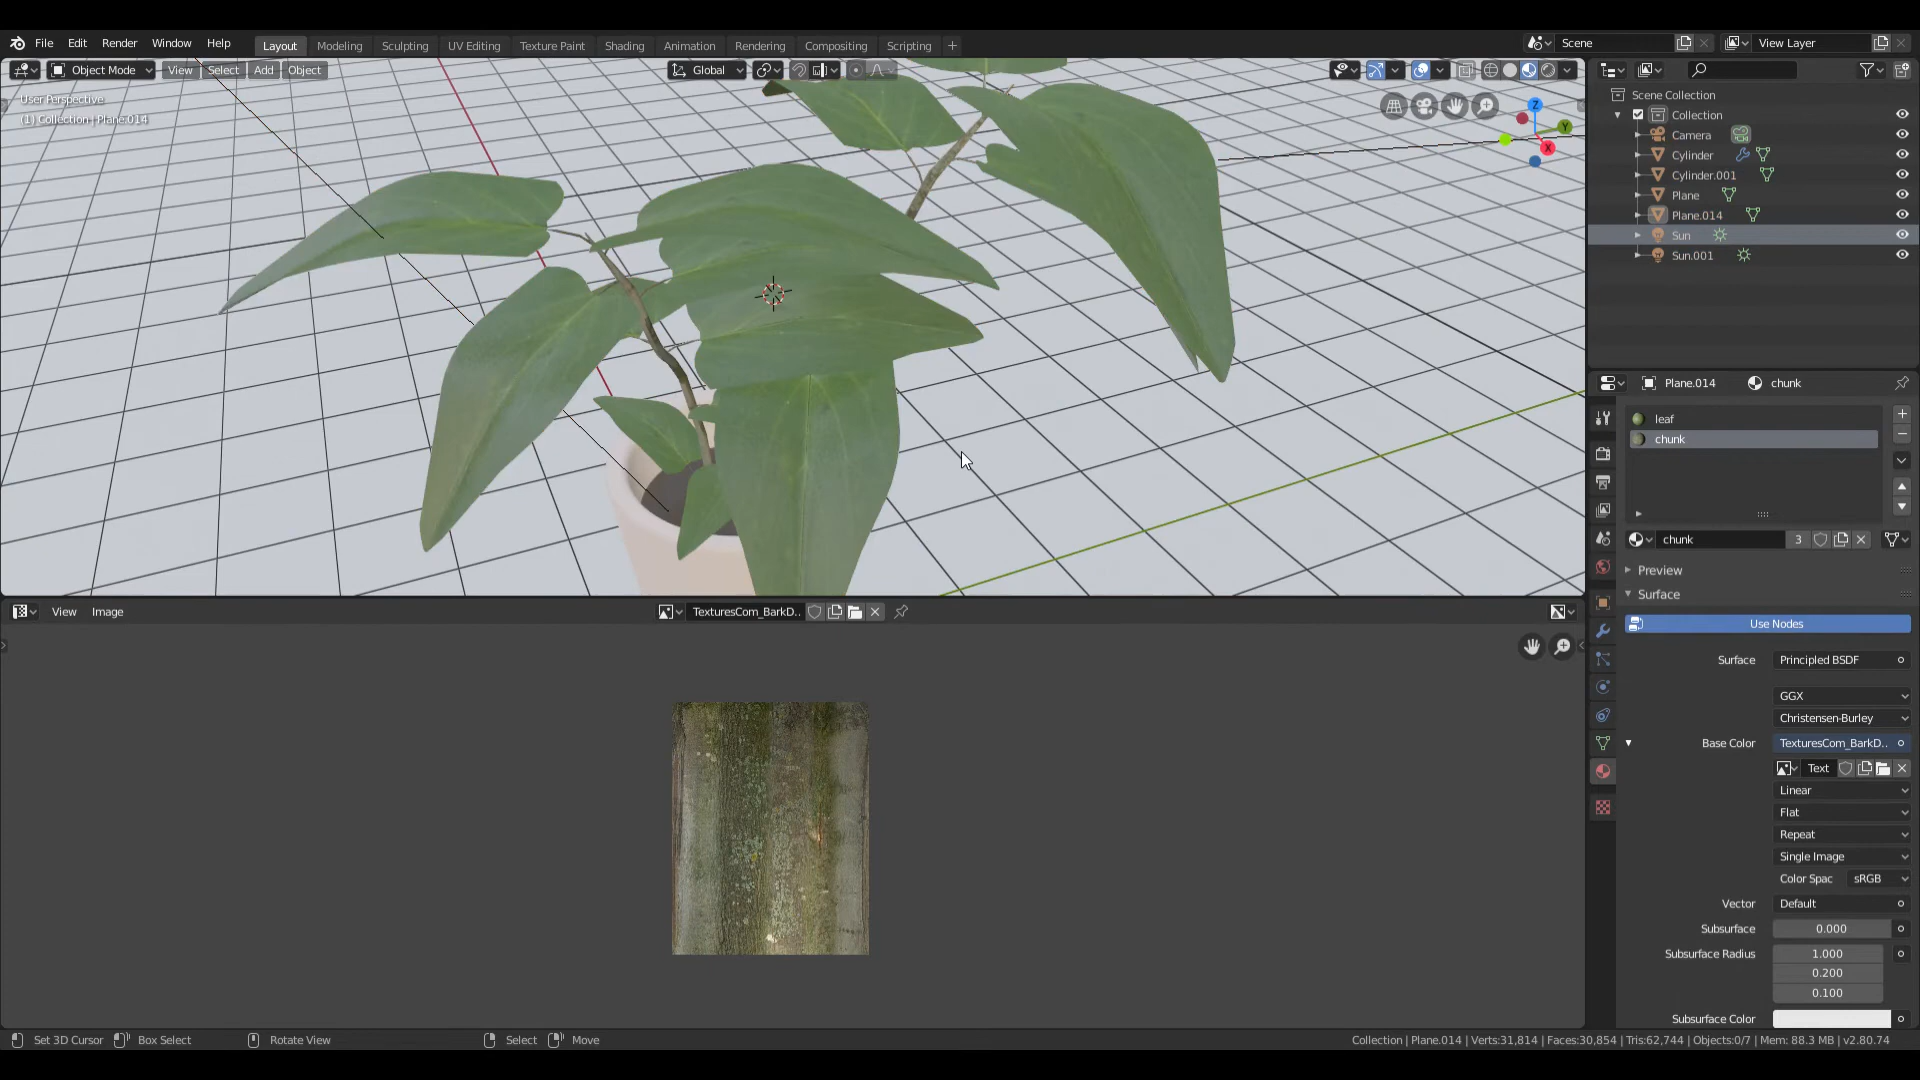 File Edit Render Window Help Layout Modeling Sculpting UV Editing Texture Paint Shading Animation Rendering Compositing Scripting + Scene View Layer
Object Mode View Select Add Object Global
User Perspective
(1) Collection | Plane.014
Z
Y
X
Scene Collection
Collection
Camera
Cylinder
Cylinder.001
Plane
Plane.014
Sun
Sun.001
Plane.014 chunk
leaf
chunk
chunk 3
Preview
Surface
Use Nodes
Surface Principled BSDF
GGX
Christensen-Burley
Base Color TexturesCom_BarkD..
Text
Linear
Flat
Repeat
Single Image
Color Spac sRGB
Vector Default
Subsurface 0.000
Subsurface Radius 1.000
0.200
0.100
Subsurface Color
View Image TexturesCom_BarkD..
Set 3D Cursor Box Select Rotate View Select Move Collection | Plane.014 | Verts:31,814 | Faces:30,854 | Tris:62,744 | Objects:0/7 | Mem: 88.3 MB | v2.80.74